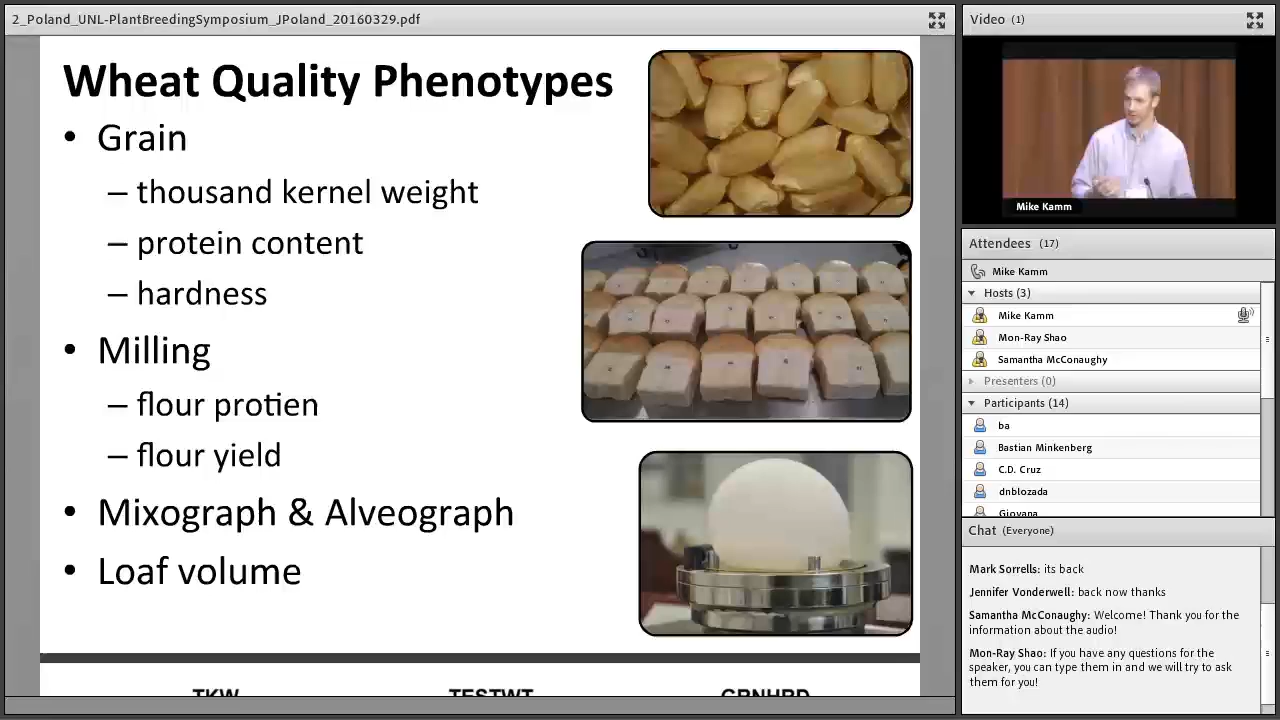 2_Poland_UNL-PlantBreedingSymposium_JPoland_20160329.pdf
Wheat Quality Phenotypes
• Grain
– thousand kernel weight
– protein content
– hardness
• Milling
– flour protien
– flour yield
• Mixograph & Alveograph
• Loaf volume
TKW TESTWT GRNHRD
Video (1)
Mike Kamm
Attendees (17)
Mike Kamm
Hosts (3)
Mike Kamm
Mon-Ray Shao
Samantha McConaughy
Presenters (0)
Participants (14)
ba
Bastian Minkenberg
C.D. Cruz
dnblozada
Giovana
Chat (Everyone)
Mark Sorrells: its back
Jennifer Vonderwell: back now thanks
Samantha McConaughy: Welcome! Thank you for the
information about the audio!
Mon-Ray Shao: If you have any questions for the
speaker, you can type them in and we will try to ask
them for you!